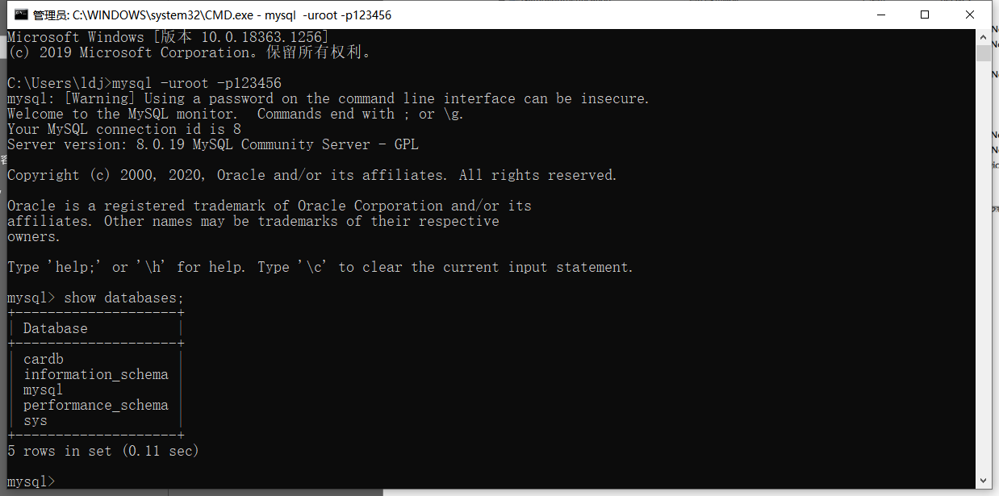 管理员: C:\WINDOWS\system32\CMD.exe - mysql  -uroot -p123456
Microsoft Windows [版本 10.0.18363.1256]
(c) 2019 Microsoft Corporation。保留所有权利。
C:\Users\ldj>mysql -uroot -p123456
mysql: [Warning] Using a password on the command line interface can be insecure.
Welcome to the MySQL monitor.  Commands end with ; or \g.
Your MySQL connection id is 8
Server version: 8.0.19 MySQL Community Server - GPL
Copyright (c) 2000, 2020, Oracle and/or its affiliates. All rights reserved.
Oracle is a registered trademark of Oracle Corporation and/or its
affiliates. Other names may be trademarks of their respective
owners.
Type 'help;' or '\h' for help. Type '\c' to clear the current input statement.
mysql> show databases;
+--------------------+
| Database           |
+--------------------+
| cardb              |
| information_schema |
| mysql              |
| performance_schema |
| sys                |
+--------------------+
5 rows in set (0.11 sec)
mysql>